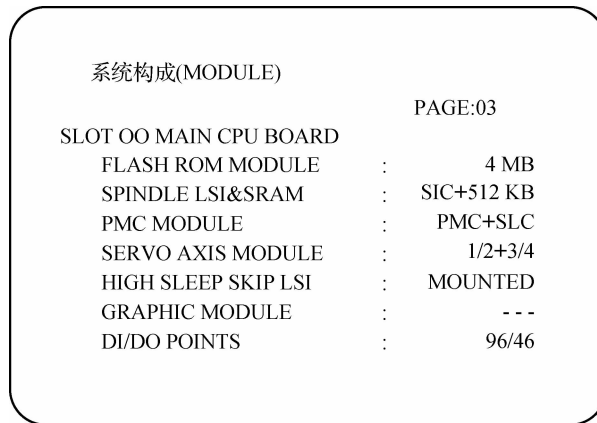 系统构成(MODULE)
PAGE:03
SLOT OO MAIN CPU BOARD
FLASH ROM MODULE : 4 MB
SPINDLE LSI&SRAM : SIC+512 KB
PMC MODULE : PMC+SLC
SERVO AXIS MODULE : 1/2+3/4
HIGH SLEEP SKIP LSI : MOUNTED
GRAPHIC MODULE : - - -
DI/DO POINTS : 96/46